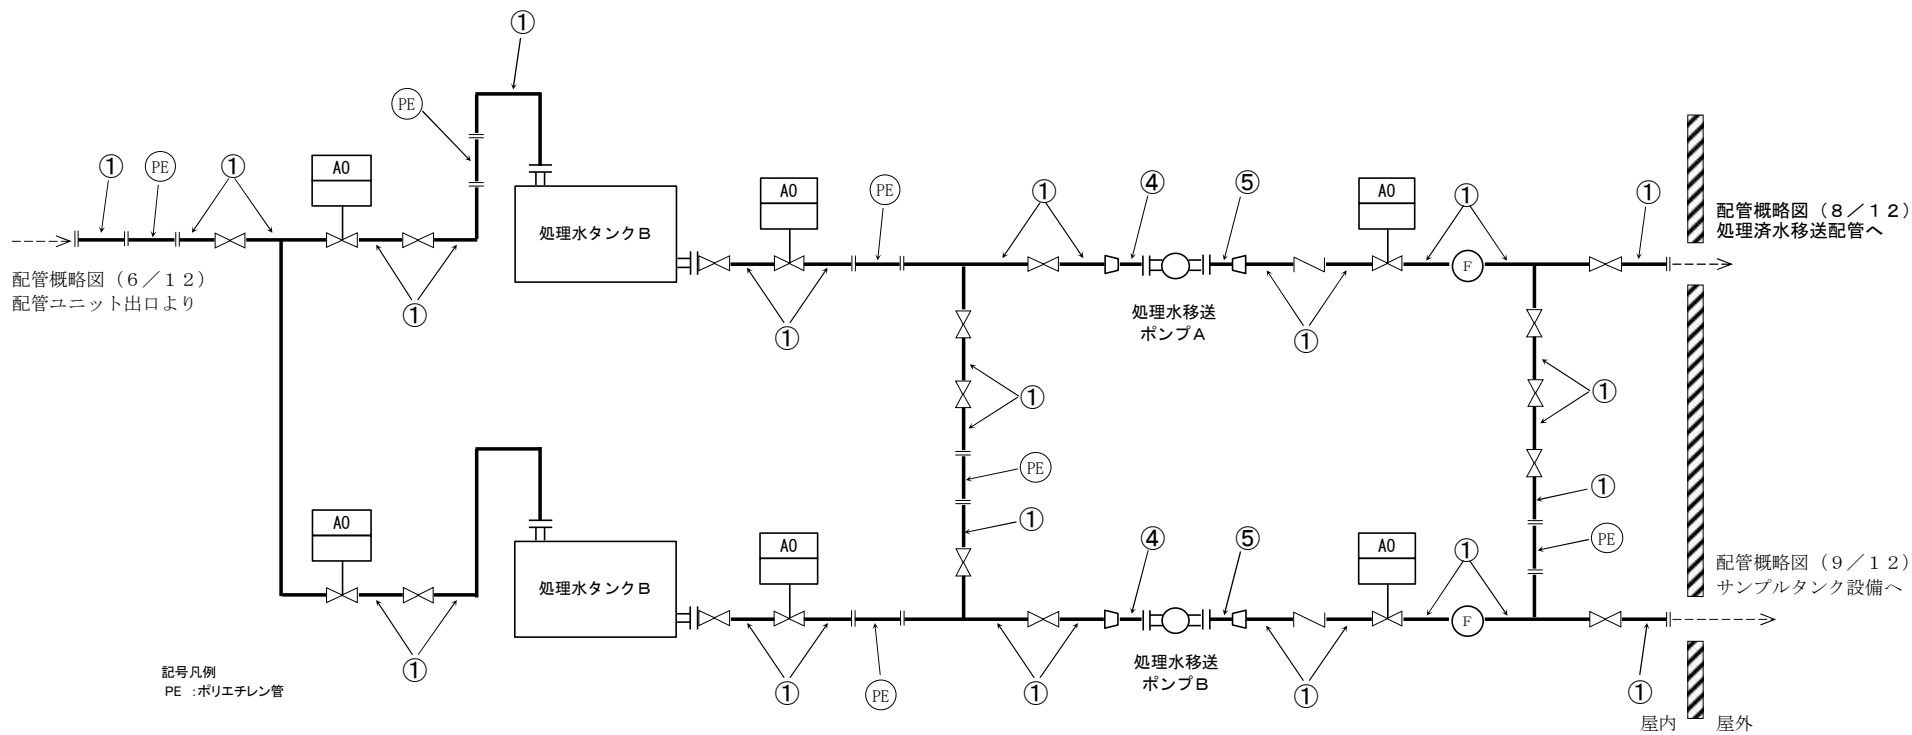 ①
PE
① PE ①
AO
処理水タンクB
AO
PE
①
④
⑤
AO
①
①
配管概略図（8／12）
処理済水移送配管へ
配管概略図（6／12）
配管ユニット出口より
①
①
F
処理水移送
ポンプA
①
①
①
PE
①
①
PE
AO
処理水タンクB
AO
④
⑤
AO
①
配管概略図（9／12）
サンプルタンク設備へ
F
①
①
PE
①
処理水移送
ポンプB
①
①
記号凡例
PE ：ポリエチレン管
屋内 屋外